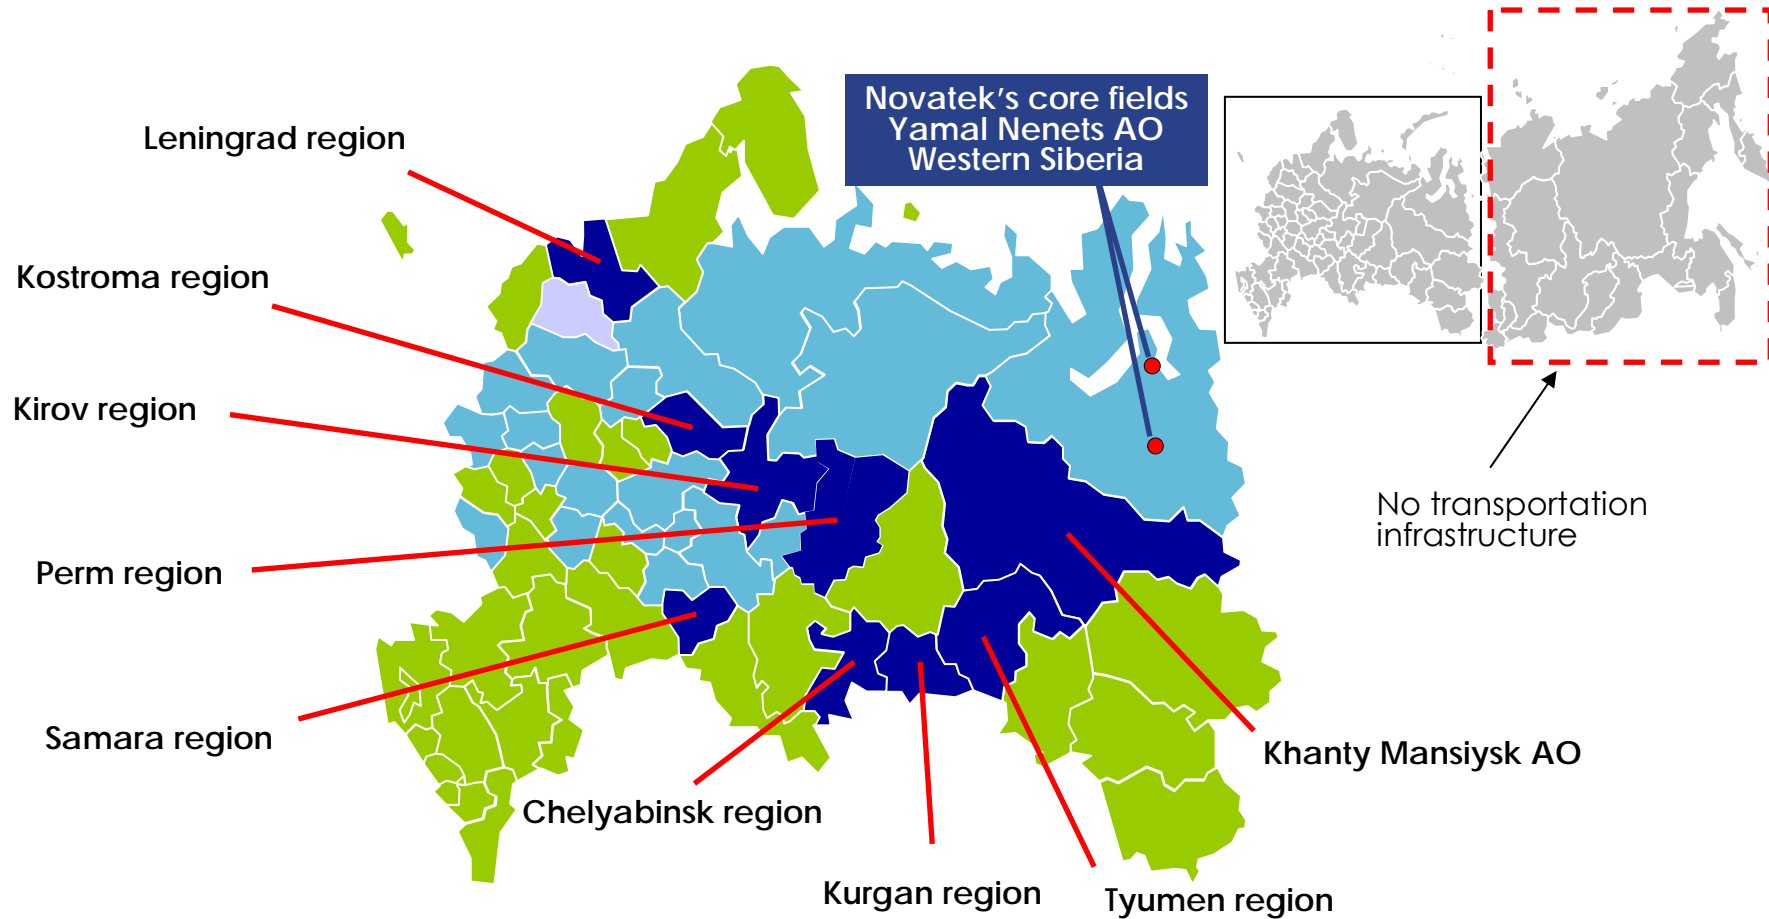 Novatek's core fields
Yamal Nenets AO
Western Siberia
Leningrad region
Kostroma region
Kirov region
Perm region
Samara region
Chelyabinsk region
Kurgan region
Tyumen region
Khanty Mansiysk AO
No transportation
infrastructure